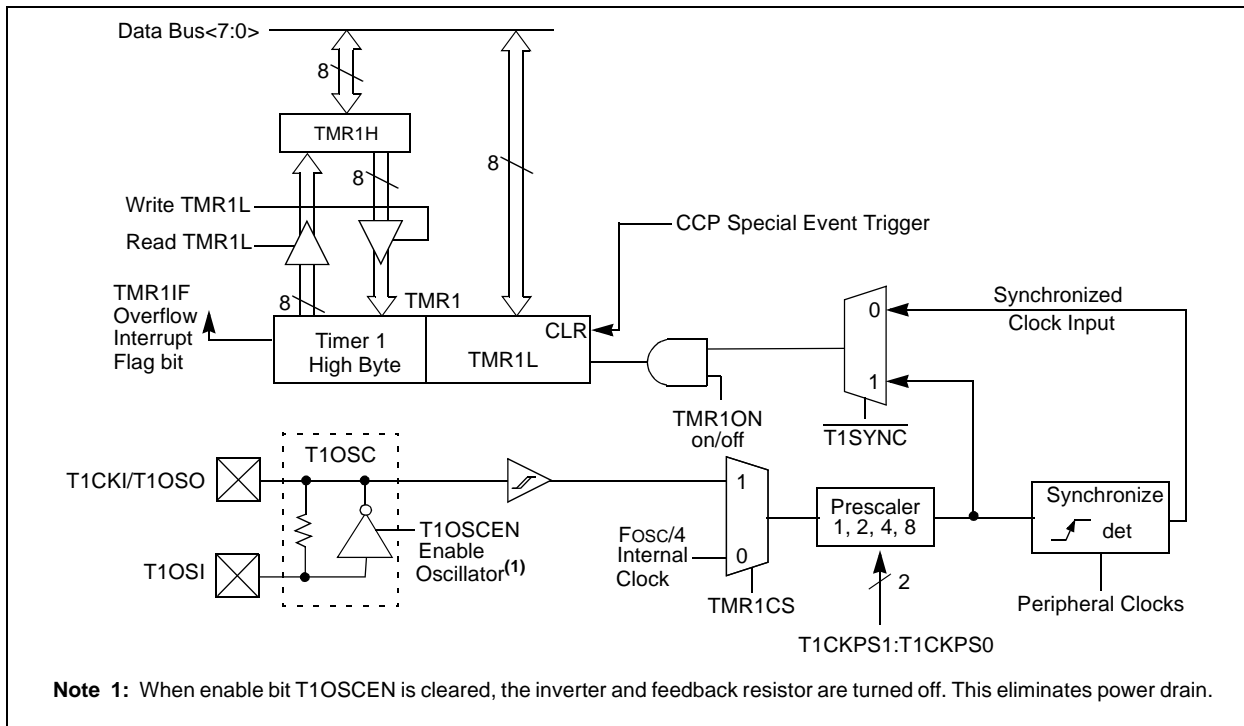 Data Bus<7:0>
8
TMR1H
8
8
Write TMR1L
Read TMR1L
CCP Special Event Trigger
TMR1IF
Overflow
Interrupt
Flag bit
8
TMR1
Timer 1
High Byte
TMR1L
CLR
0
1
Synchronized
Clock Input
TMR1ON
on/off
T1SYNC
T1OSC
T1CKI/T1OSO
T1OSI
T1OSCEN
Enable
Oscillator(1)
FOSC/4
Internal
Clock
1
0
TMR1CS
Prescaler
1, 2, 4, 8
2
T1CKPS1:T1CKPS0
Synchronize
det
Peripheral Clocks
Note 1: When enable bit T1OSCEN is cleared, the inverter and feedback resistor are turned off. This eliminates power drain.